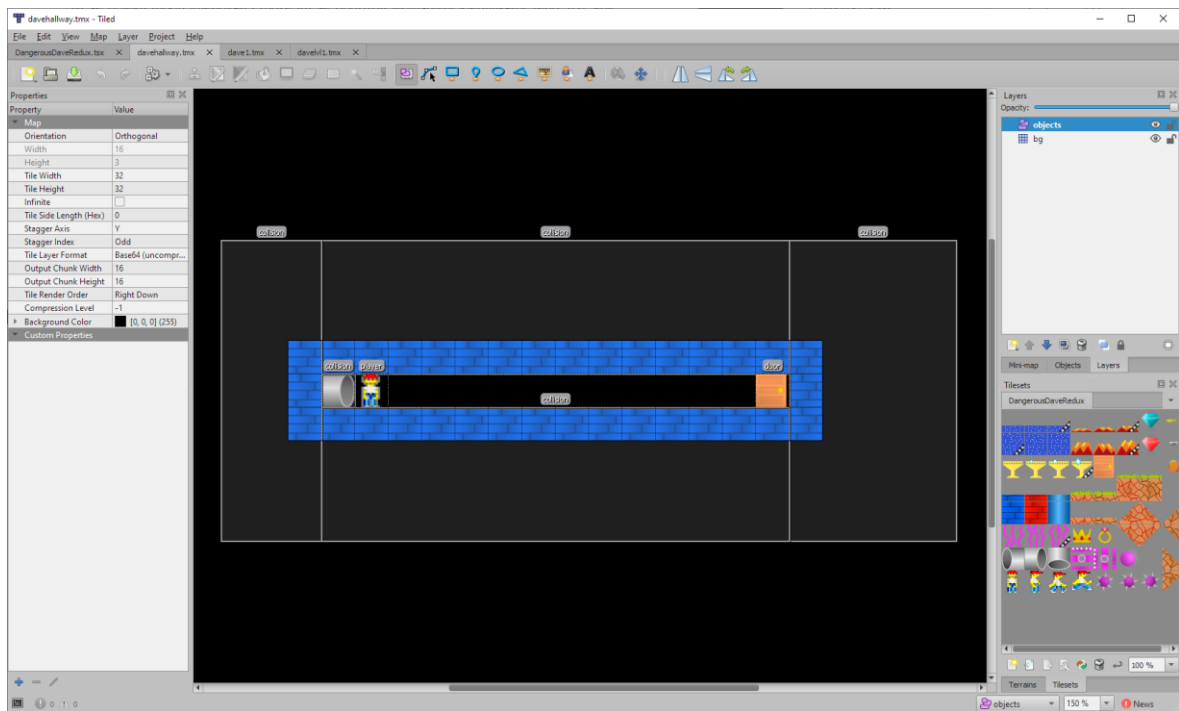 davehallway.tmx - Tiled
File Edit View Map Layer Project Help
DangerousDaveRedux.tsx davehallway.tmx dave1.tmx davelvl1.tmx
Properties
Property Value
Map
Orientation Orthogonal
Width 16
Height 3
Tile Width 32
Tile Height 32
Infinite
Tile Side Length (Hex) 0
Stagger Axis Y
Stagger Index Odd
Tile Layer Format Base64 (uncompr...
Output Chunk Width 16
Output Chunk Height 16
Tile Render Order Right Down
Compression Level -1
Background Color [0, 0, 0] (255)
Custom Properties
collision collision collision
collision player door
collision
Layers
Opacity:
objects
bg
Mini-map Objects Layers
Tilesets
DangerousDaveRedux
100 %
Terrains Tilesets
0 1 0
objects 150 % News